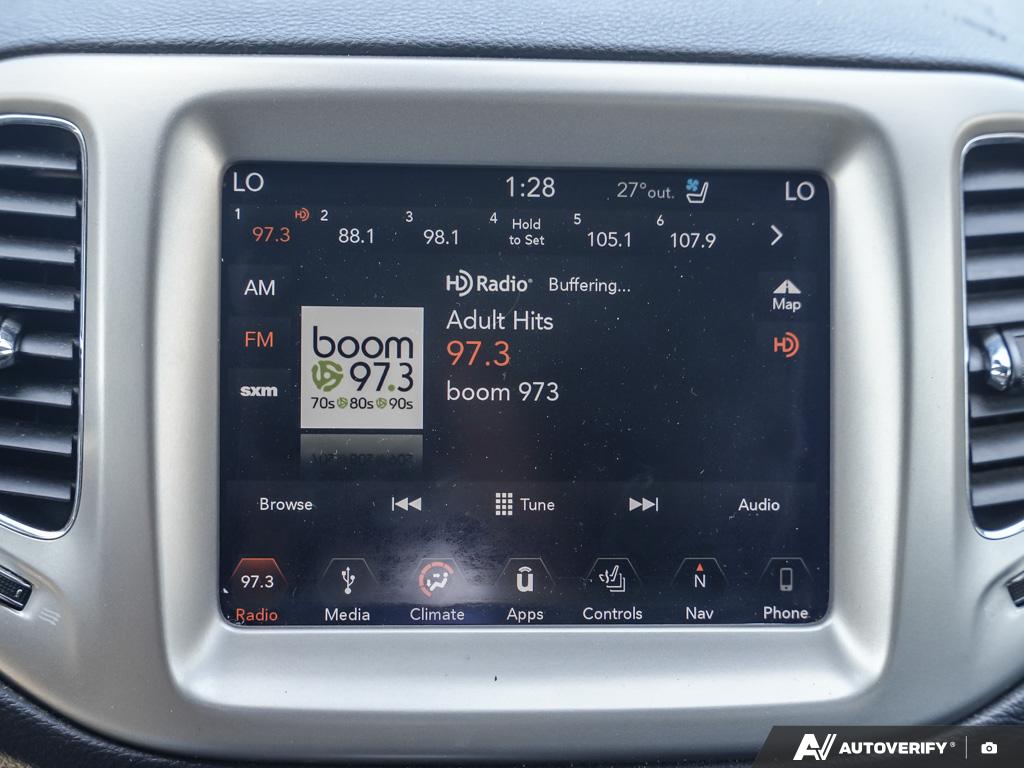 LO 1:28 27° out. LO
1 97.3 HD 2 88.1 3 98.1 4 Hold to Set 5 105.1 6 107.9
HD Radio Buffering...
AM
Map
Adult Hits
FM
97.3
HD
boom
97.3
70s 80s 90s
boom 973
sxm
Browse Tune Audio
97.3 u N
Radio Media Climate Apps Controls Nav Phone
AV AUTOVERIFY